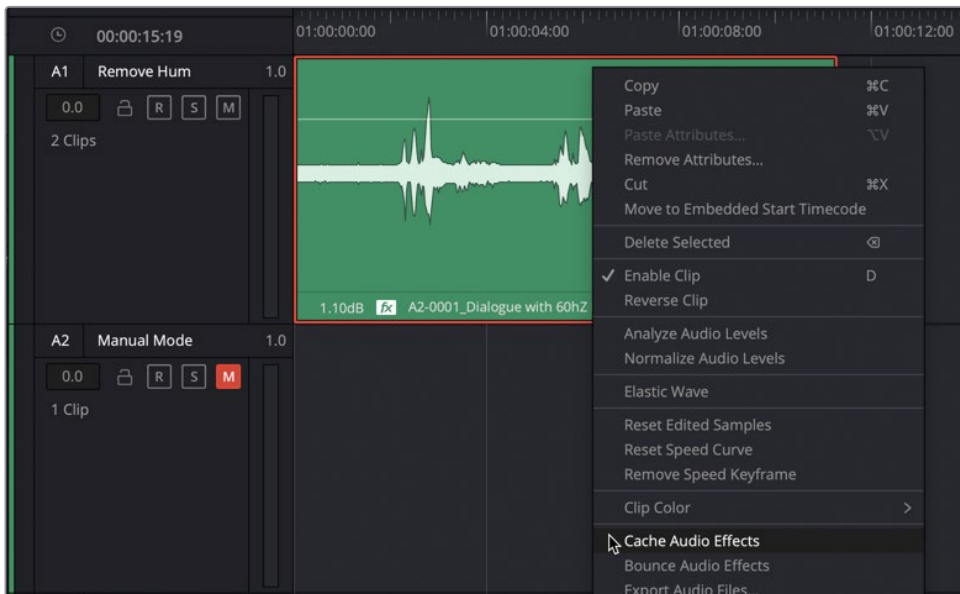 00:00:15:19
01:00:00:00 01:00:04:00 01:00:08:00 01:00:12:00
A1 Remove Hum 1.0
0.0 R S M
2 Clips
1.10dB fx A2-0001_Dialogue with 60hZ
A2 Manual Mode 1.0
0.0 R S M
1 Clip
Copy ⌘C
Paste ⌘V
Paste Attributes... ⌥V
Remove Attributes...
Cut ⌘X
Move to Embedded Start Timecode
Delete Selected ⌫
✓ Enable Clip D
Reverse Clip
Analyze Audio Levels
Normalize Audio Levels
Elastic Wave
Reset Edited Samples
Reset Speed Curve
Remove Speed Keyframe
Clip Color >
Cache Audio Effects
Bounce Audio Effects
Export Audio Files...